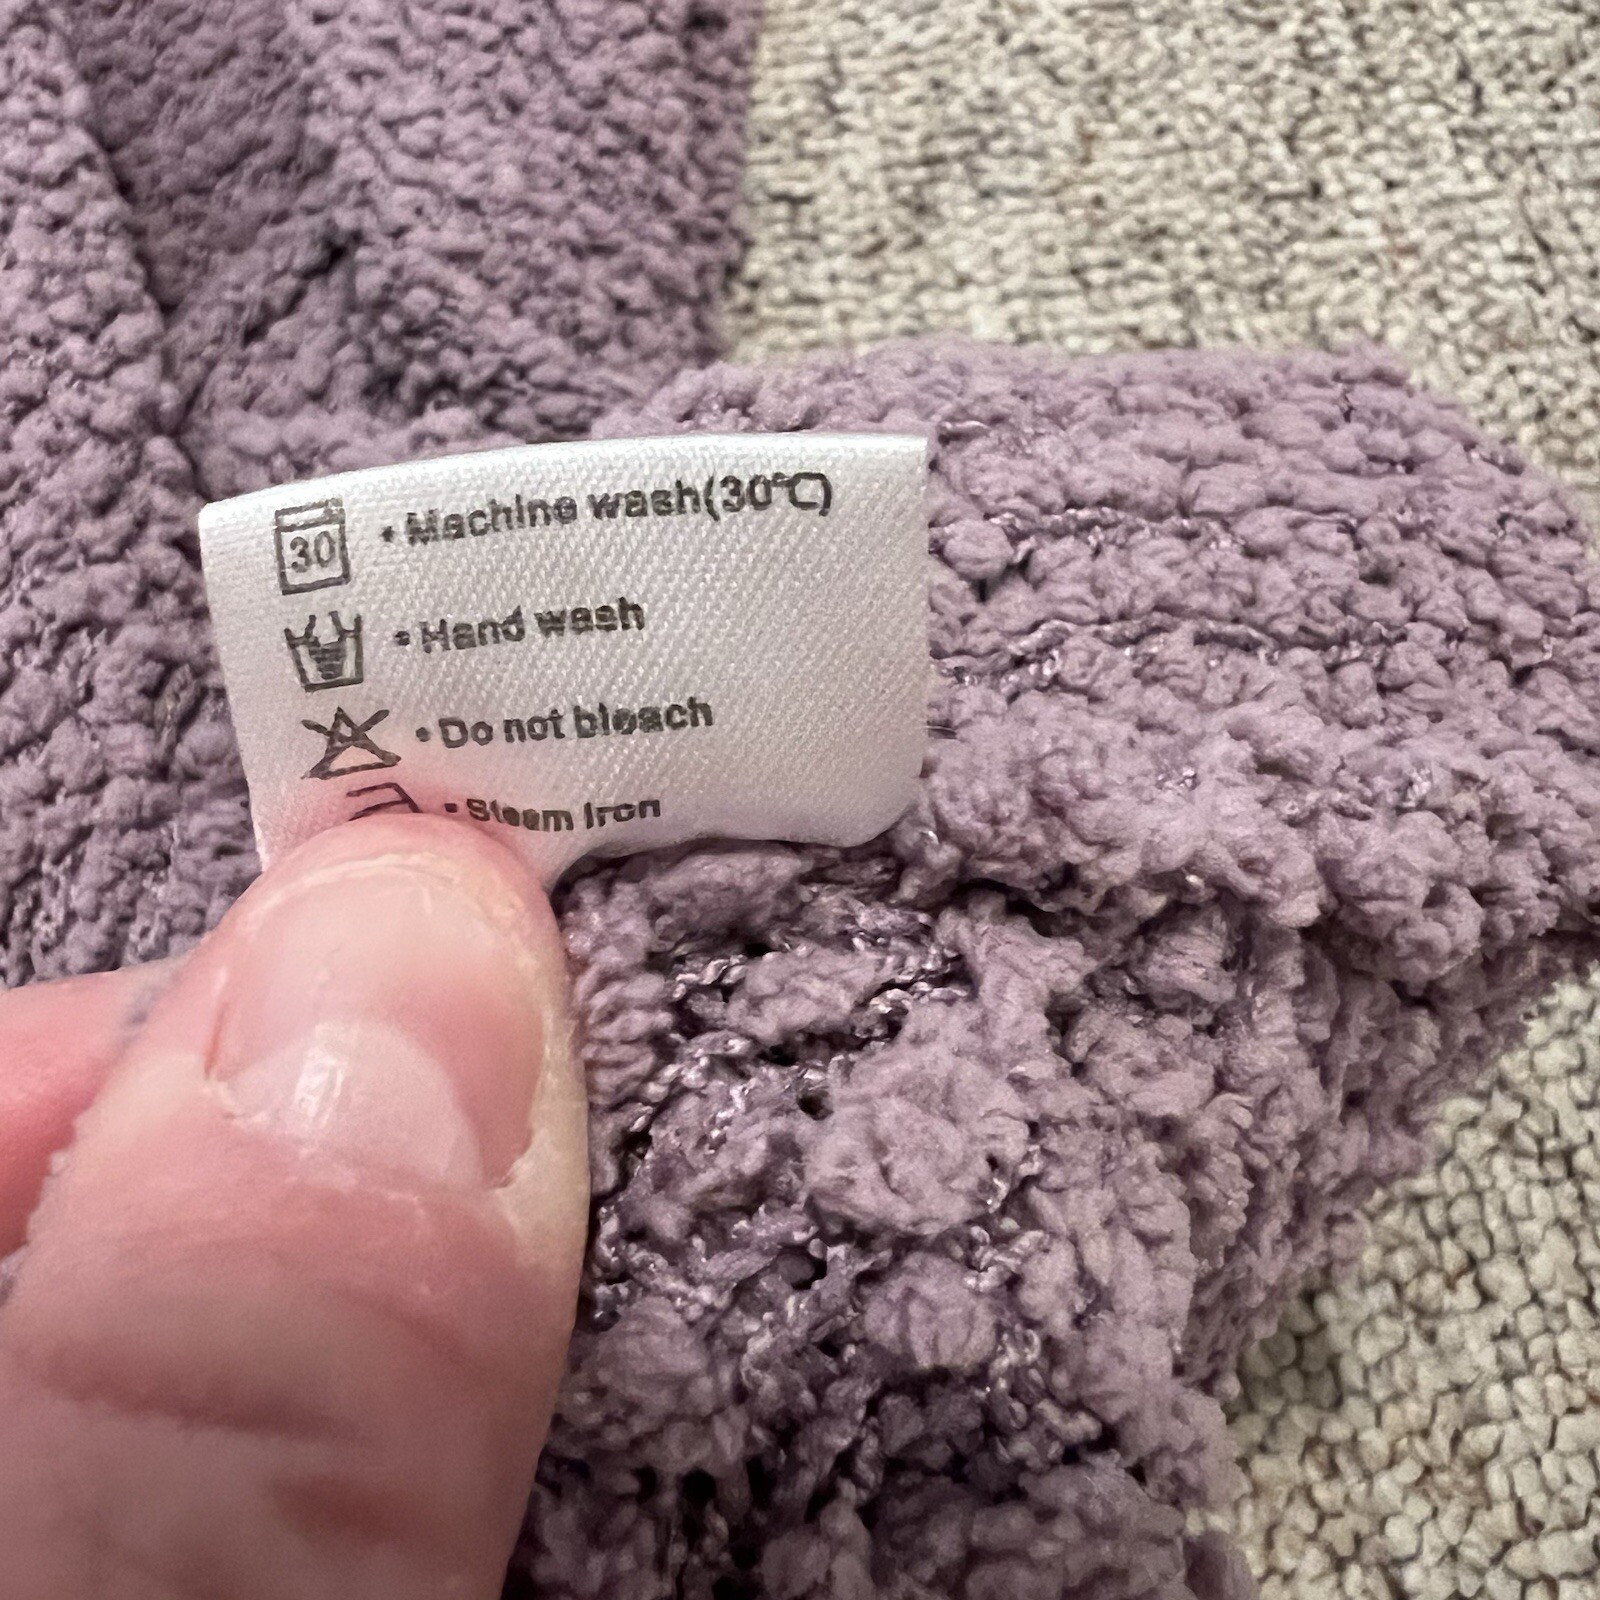 30 • Machine wash(30℃)
• Hand wash
• Do not bleach
• Steam Iron